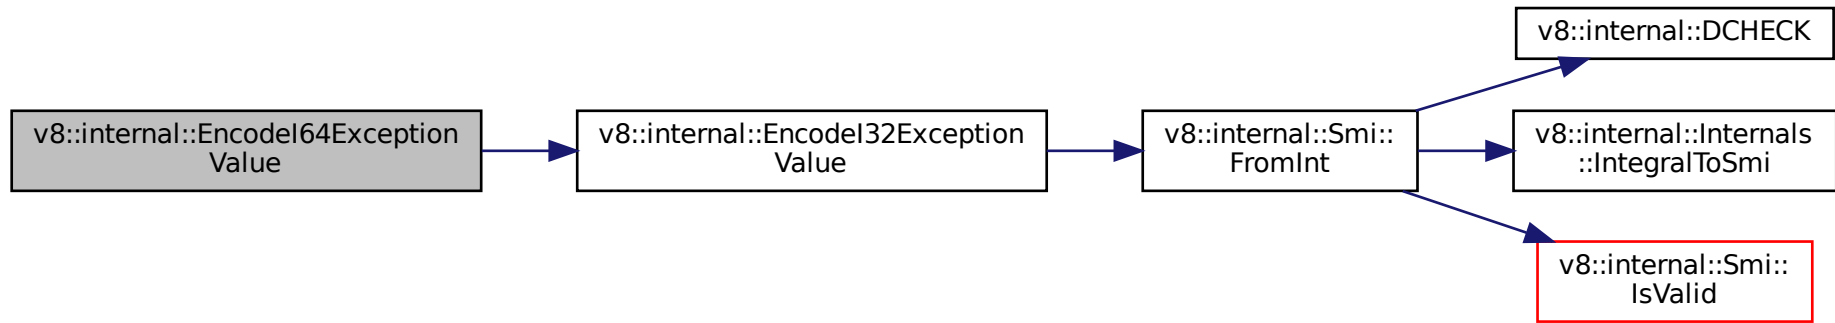 v8::internal::EncodeI64Exception
Value
v8::internal::EncodeI32Exception
Value
v8::internal::Smi::
FromInt
v8::internal::DCHECK
v8::internal::Internals
::IntegralToSmi
v8::internal::Smi::
IsValid